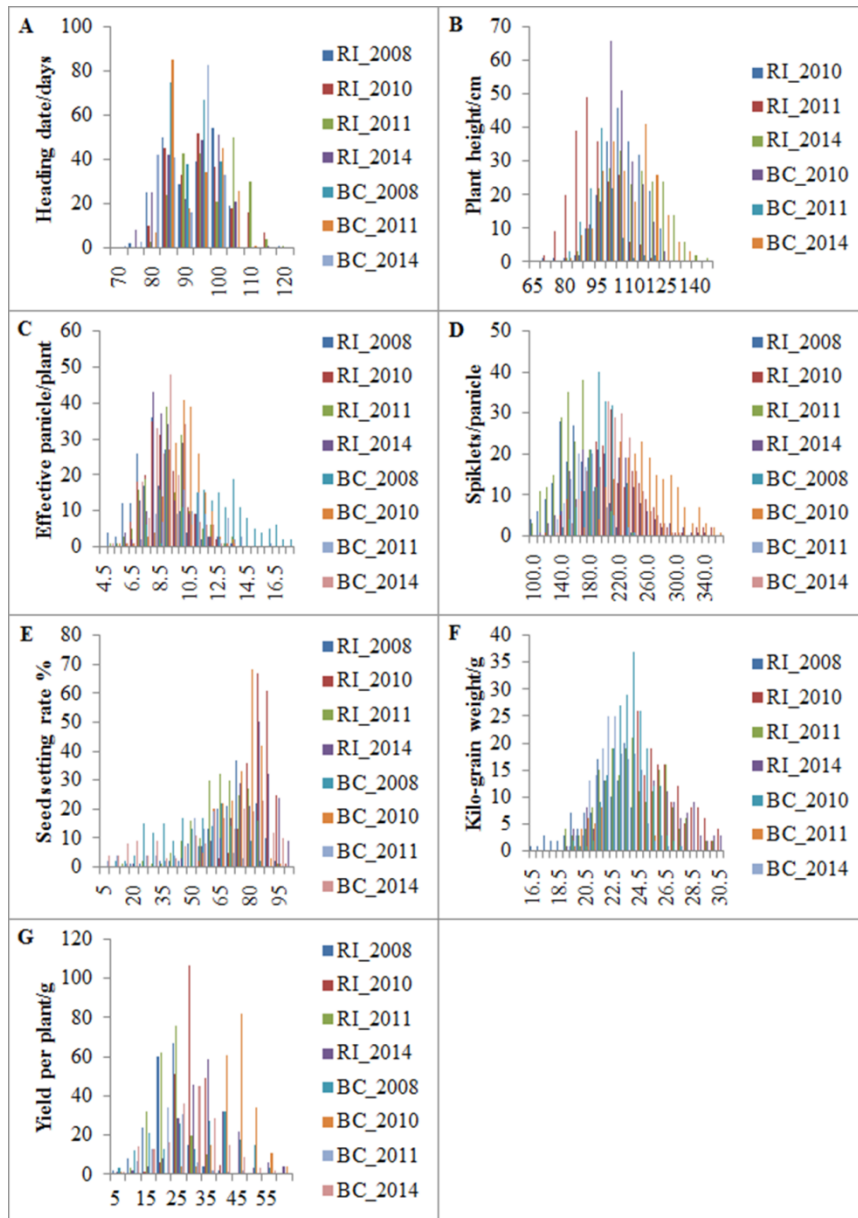 A
Heading date/days
100
80
60
40
20
0
70 80 90 100 110 120
RI_2008
RI_2010
RI_2011
RI_2014
BC_2008
BC_2011
BC_2014
B
Plant height/cm
70
60
50
40
30
20
10
0
65 80 95 110 125 140
RI_2010
RI_2011
RI_2014
BC_2010
BC_2011
BC_2014
C
Effective panicle/plant
60
50
40
30
20
10
0
4.5 6.5 8.5 10.5 12.5 14.5 16.5
RI_2008
RI_2010
RI_2011
RI_2014
BC_2008
BC_2010
BC_2011
BC_2014
D
Spiklets/panicle
50
40
30
20
10
0
100.0 140.0 180.0 220.0 260.0 300.0 340.0
RI_2008
RI_2010
RI_2011
RI_2014
BC_2008
BC_2010
BC_2011
BC_2014
E
Seed setting rate %
80
70
60
50
40
30
20
10
0
5 20 35 50 65 80 95
RI_2008
RI_2010
RI_2011
RI_2014
BC_2008
BC_2010
BC_2011
BC_2014
F
Kilo-grain weight/g
40
35
30
25
20
15
10
5
0
16.5 18.5 20.5 22.5 24.5 26.5 28.5 30.5
RI_2008
RI_2010
RI_2011
RI_2014
BC_2010
BC_2011
BC_2014
G
Yield per plant/g
120
100
80
60
40
20
0
5 15 25 35 45 55
RI_2008
RI_2010
RI_2011
RI_2014
BC_2008
BC_2010
BC_2011
BC_2014